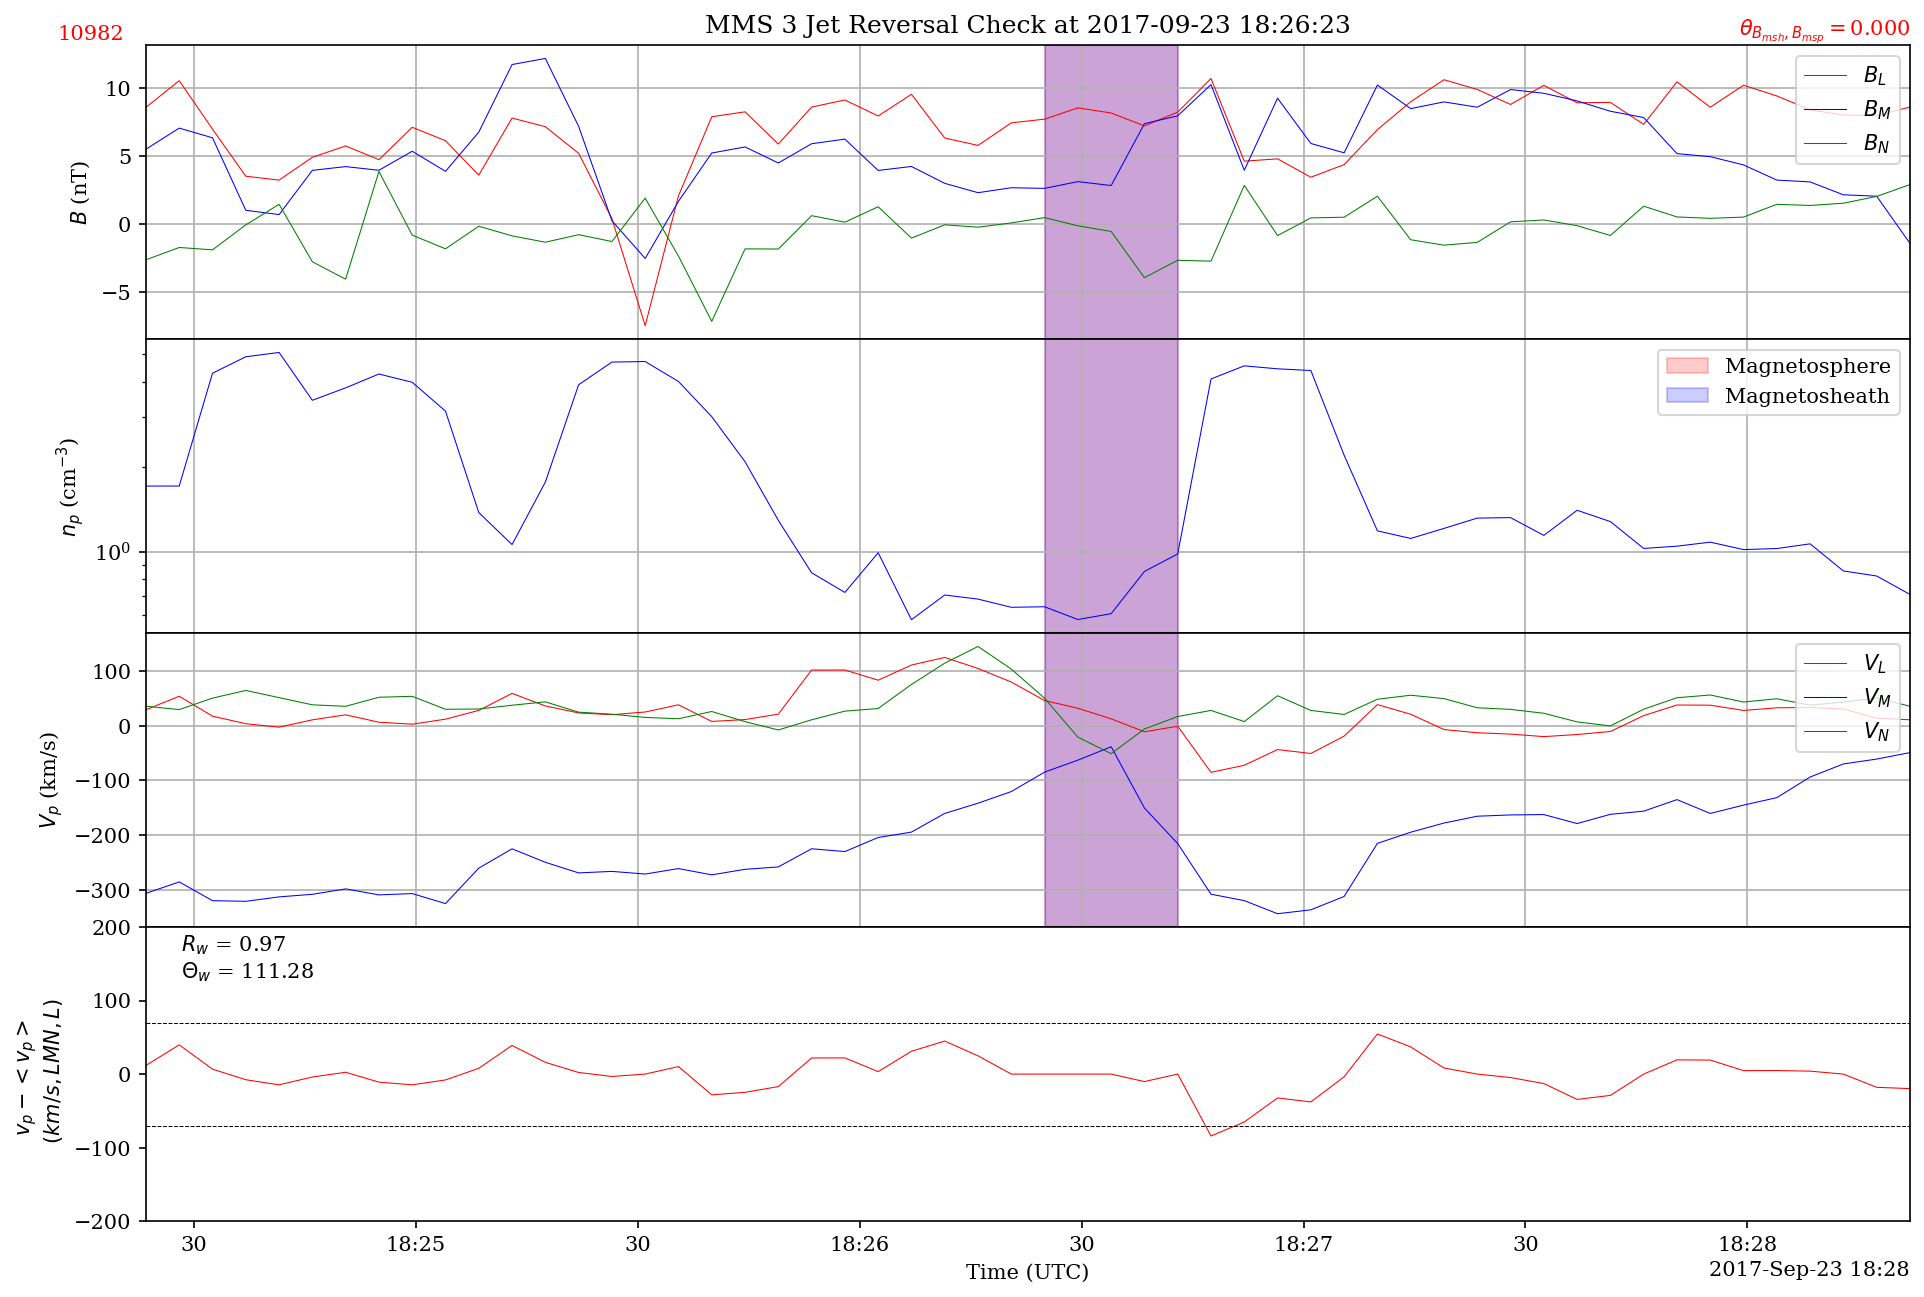 10982
MMS 3 Jet Reversal Check at 2017-09-23 18:26:23
θ_{B_{msh}, B_{msp}} = 0.000
10
5
0
−5
B (nT)
B_L
B_M
B_N
10⁰
n_p (cm⁻³)
Magnetosphere
Magnetosheath
100
0
−100
−200
−300
V_p (km/s)
V_L
V_M
V_N
200
100
0
−100
−200
v_p − < v_p >
(km/s, LMN, L)
R_w = 0.97
Θ_w = 111.28
30
18:25
30
18:26
30
18:27
30
18:28
Time (UTC)
2017-Sep-23 18:28